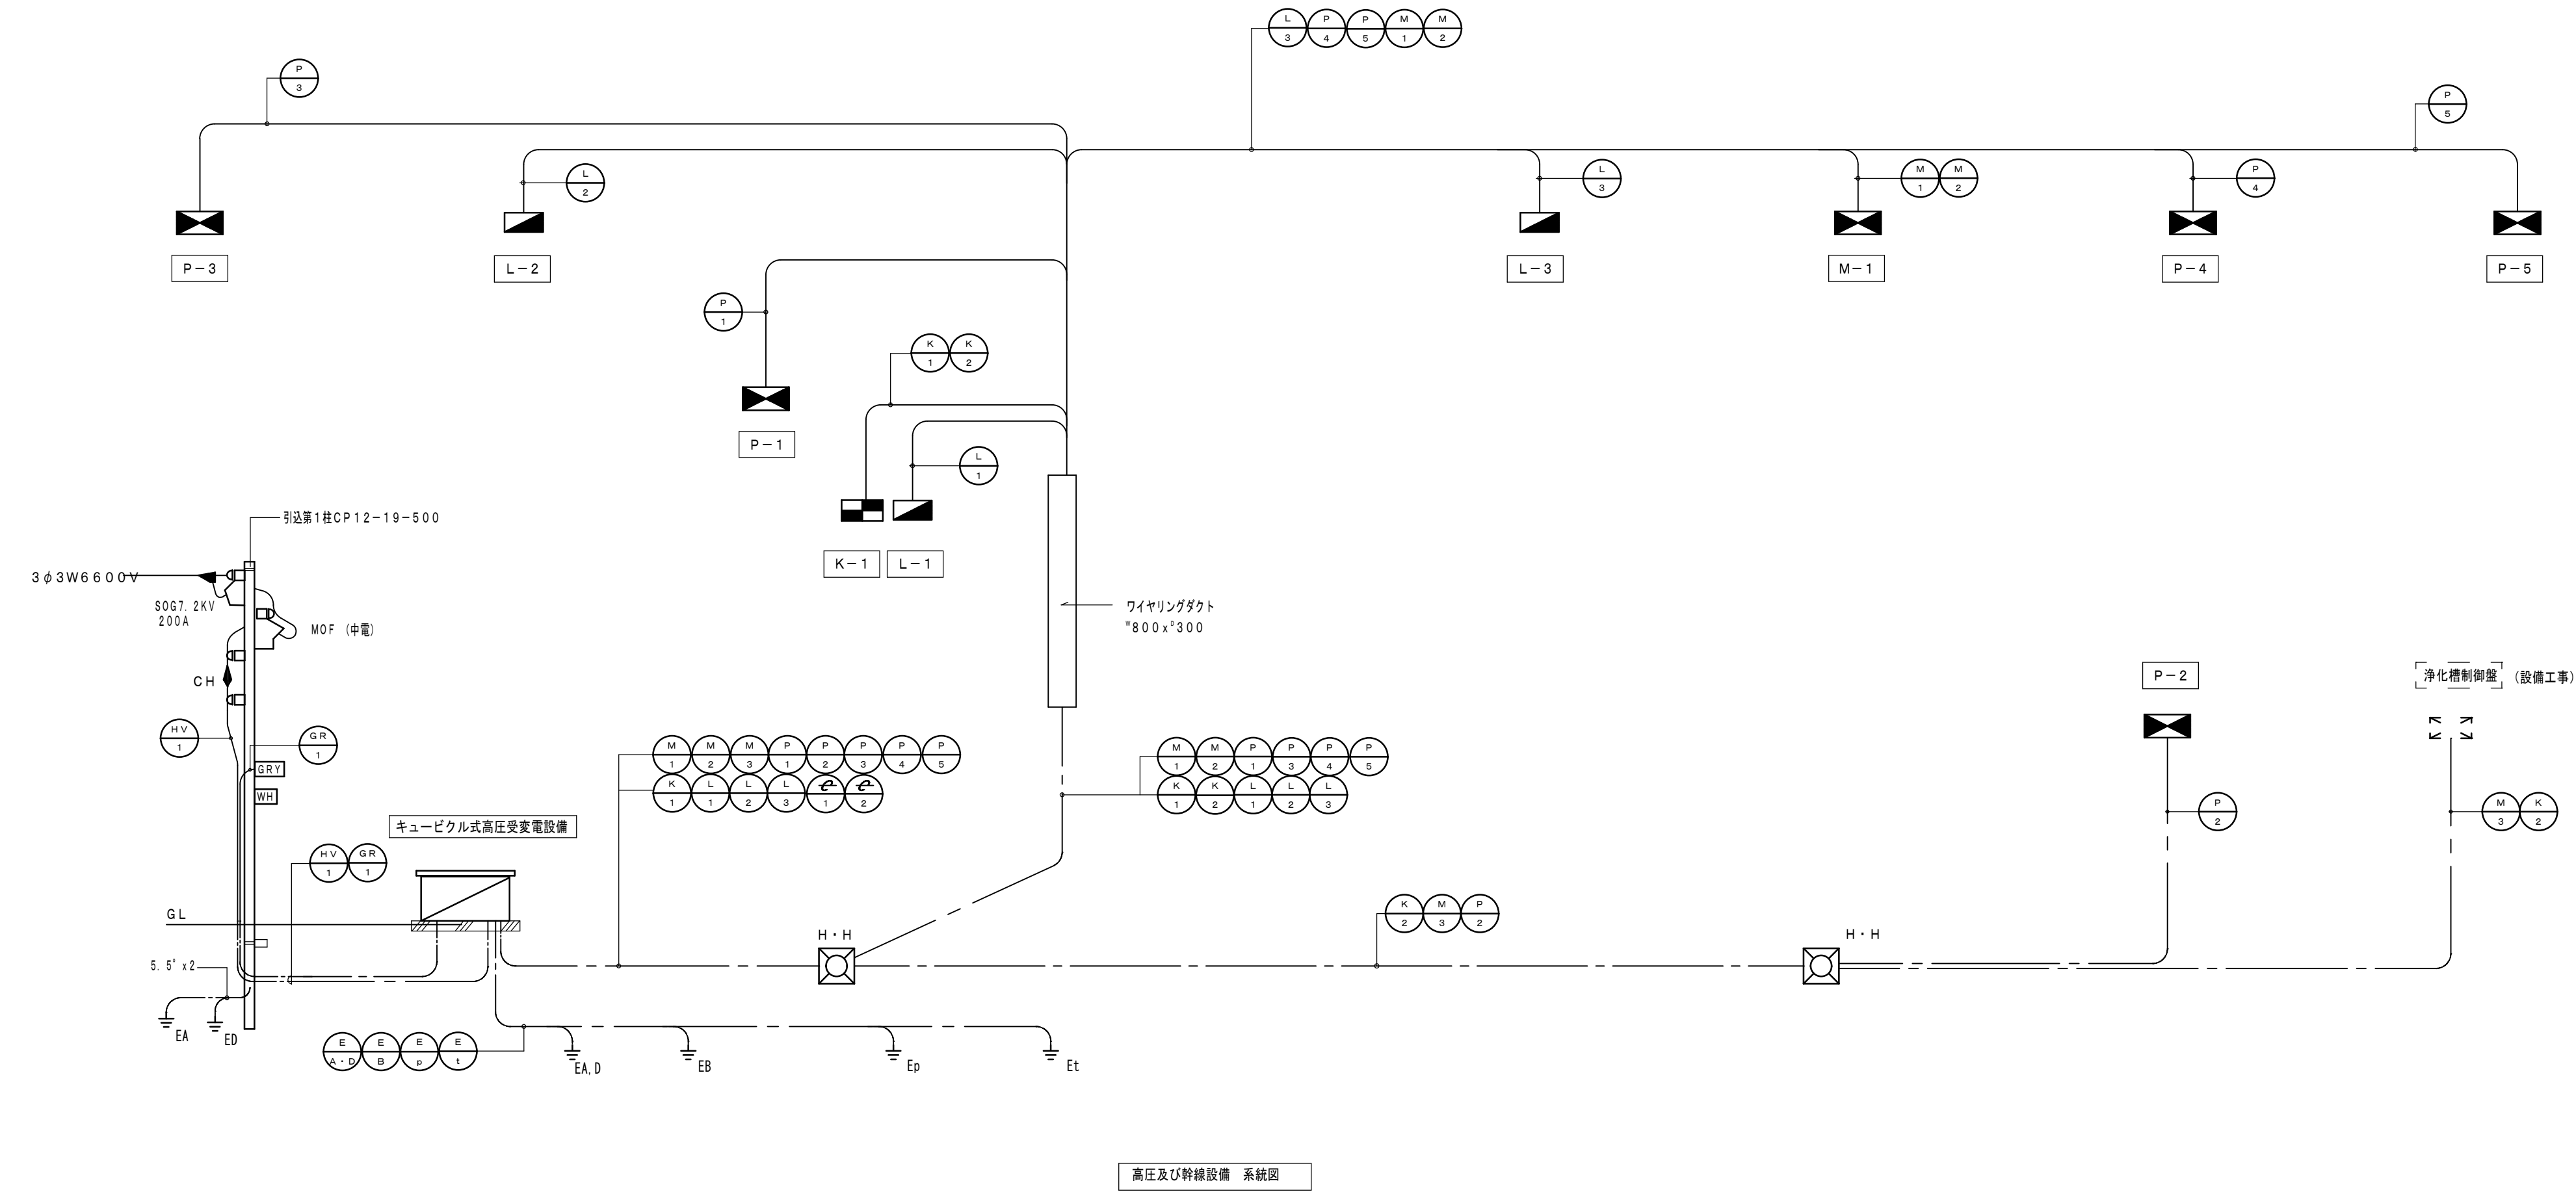 L P P M M
3 4 5 1 2
P
3
P
5
L
2
L
3
M M
1 2
P
4
P－3
L－2
L－3
M－1
P－4
P－5
P
1
K K
1 2
P－1
L
1
引込第1柱CP12－19－500
K－1
L－1
3φ3W6600V
SOG7.2KV
200A
MOF (中電)
ワイヤリングダクト
W800xD300
CH
P－2
浄化槽制御盤
(設備工事)
HV
1
GR
1
GRY
WH
M M M P P P P P
1 2 3 1 2 3 4 5
K L L L e e
1 1 2 3 1 2
M M P P P P
1 2 1 3 4 5
K K L L L
1 2 1 2 3
P
2
M K
3 2
キュービクル式高圧受変電設備
HV GR
1 1
GL
K M P
2 3 2
H・H
H・H
5.5°x2
EA
ED
E E E E
A・D B p t
EA,D
EB
Ep
Et
高圧及び幹線設備　系統図